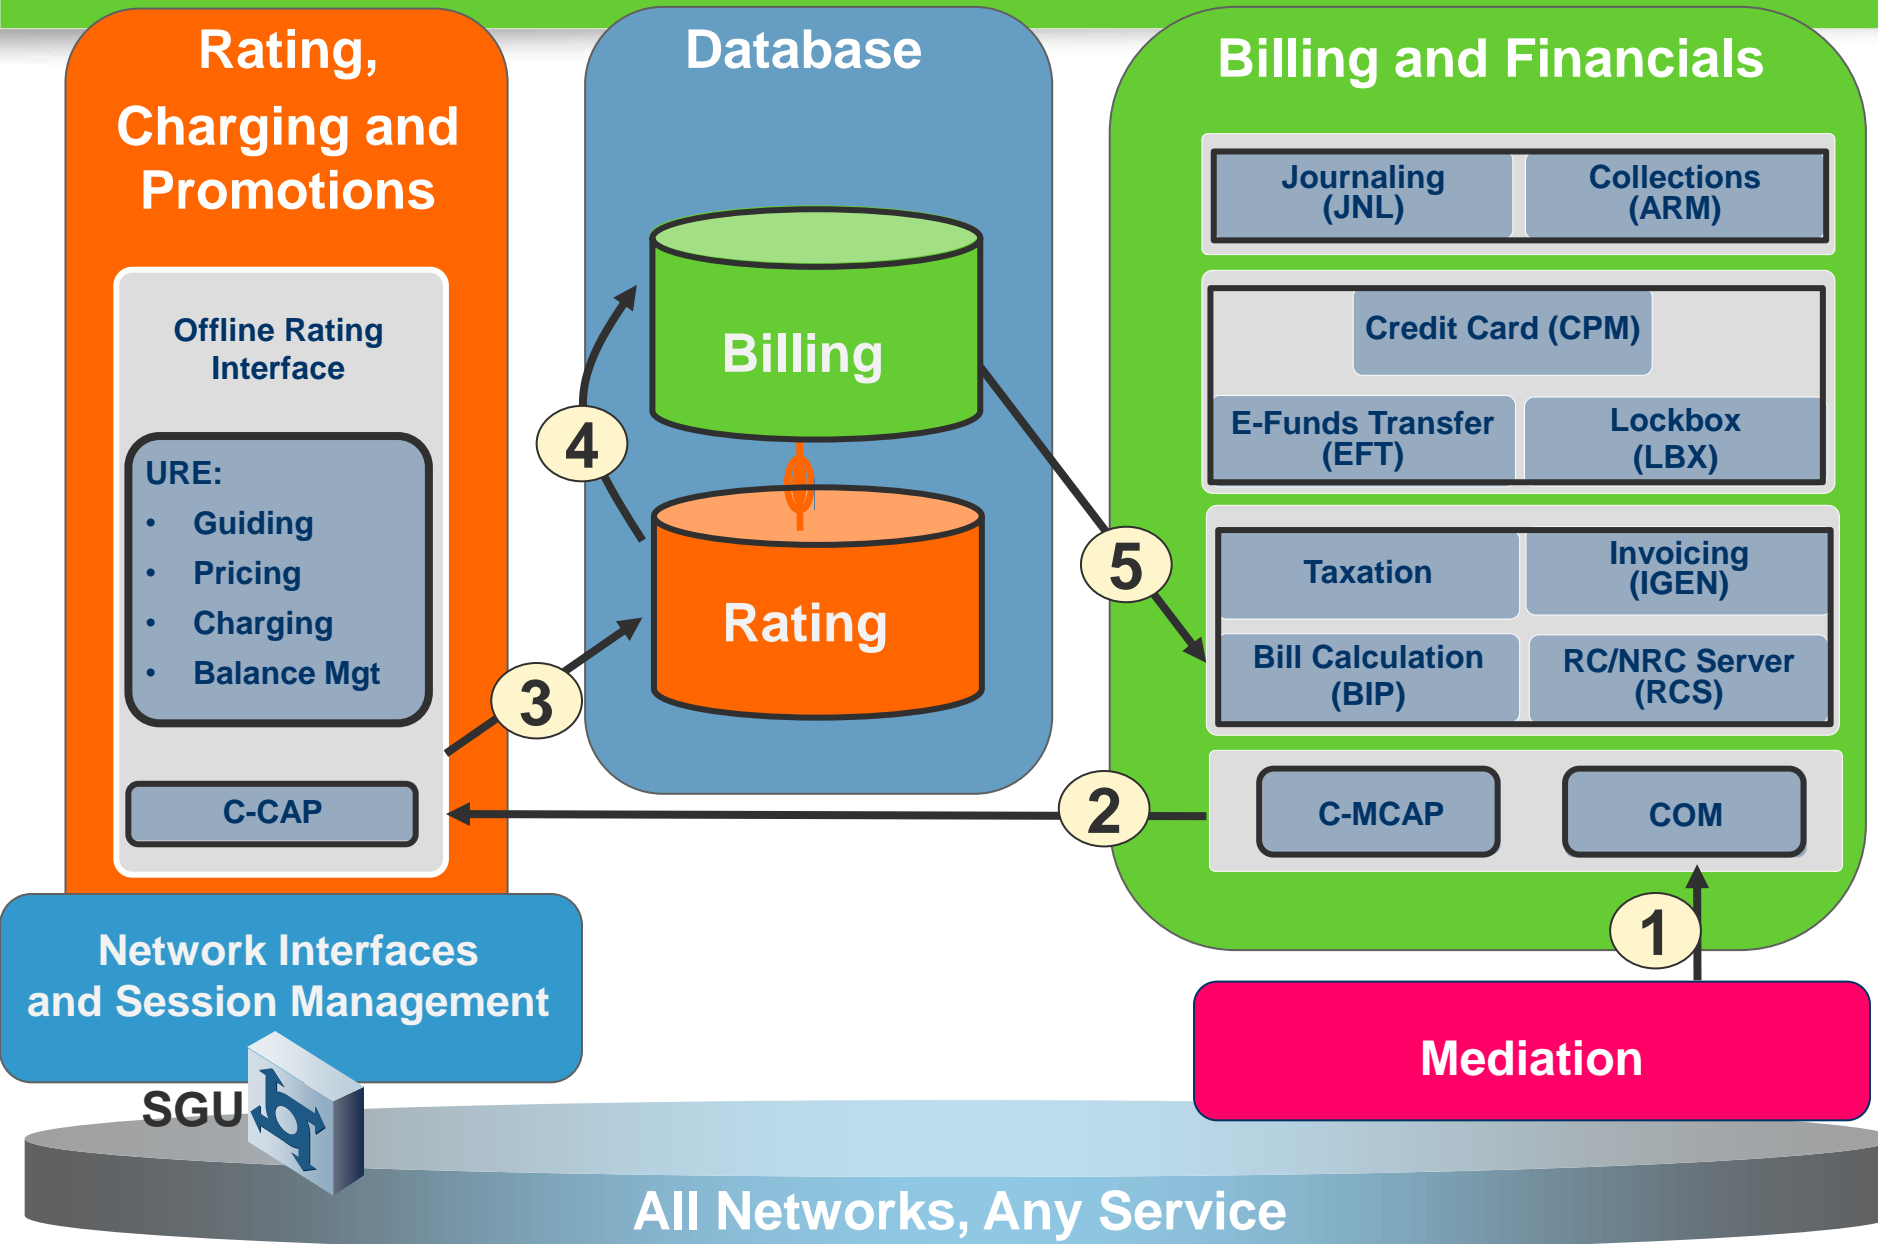 Rating,
Charging and
Promotions
Offline Rating
Interface
URE:
• Guiding
• Pricing
• Charging
• Balance Mgt
C-CAP
Network Interfaces
and Session Management
SGU
Database
Billing
Rating
4
3
5
2
1
Billing and Financials
Journaling
(JNL)
Collections
(ARM)
Credit Card (CPM)
E-Funds Transfer
(EFT)
Lockbox
(LBX)
Taxation
Invoicing
(IGEN)
Bill Calculation
(BIP)
RC/NRC Server
(RCS)
C-MCAP
COM
Mediation
All Networks, Any Service